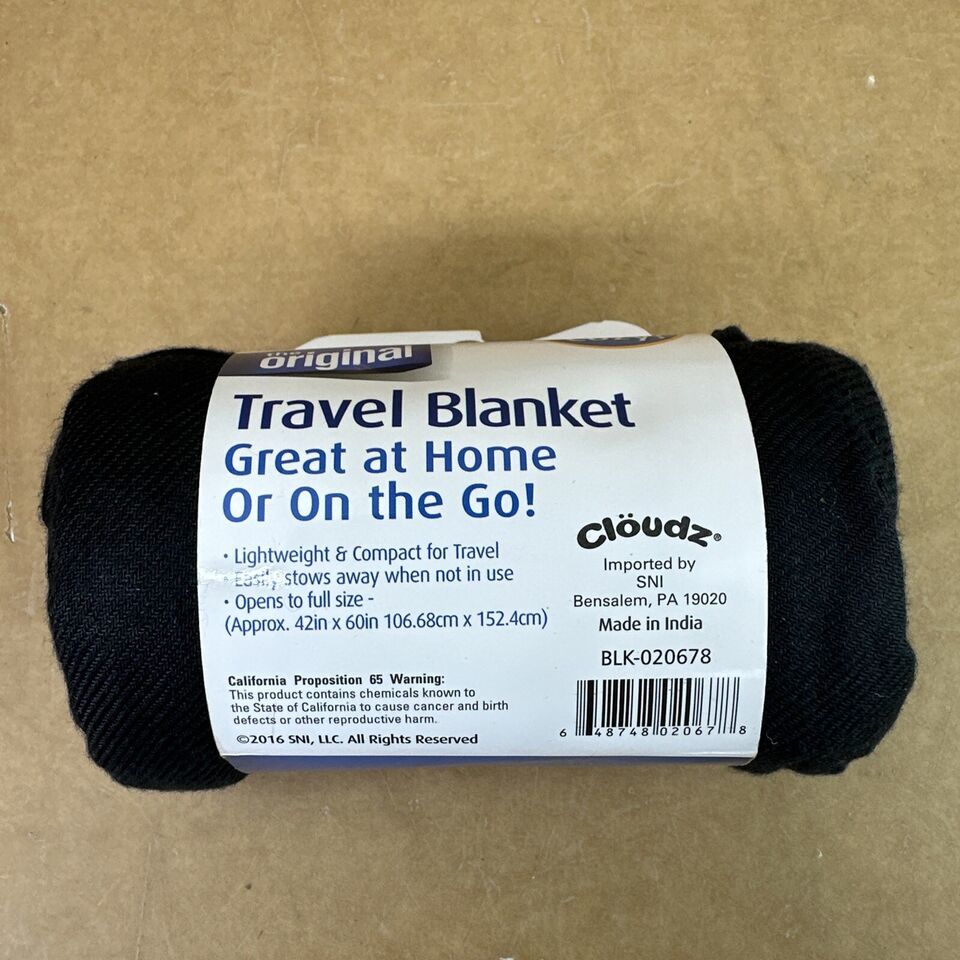 the original
Travel Blanket
Great at Home
Or On the Go!
• Lightweight & Compact for Travel
• Easily stows away when not in use
• Opens to full size -
(Approx. 42in x 60in 106.68cm x 152.4cm)
Clöudz®
Imported by
SNI
Bensalem, PA 19020
Made in India
BLK-020678
California Proposition 65 Warning:
This product contains chemicals known to
the State of California to cause cancer and birth
defects or other reproductive harm.
©2016 SNI, LLC. All Rights Reserved
6 48748 02067 8